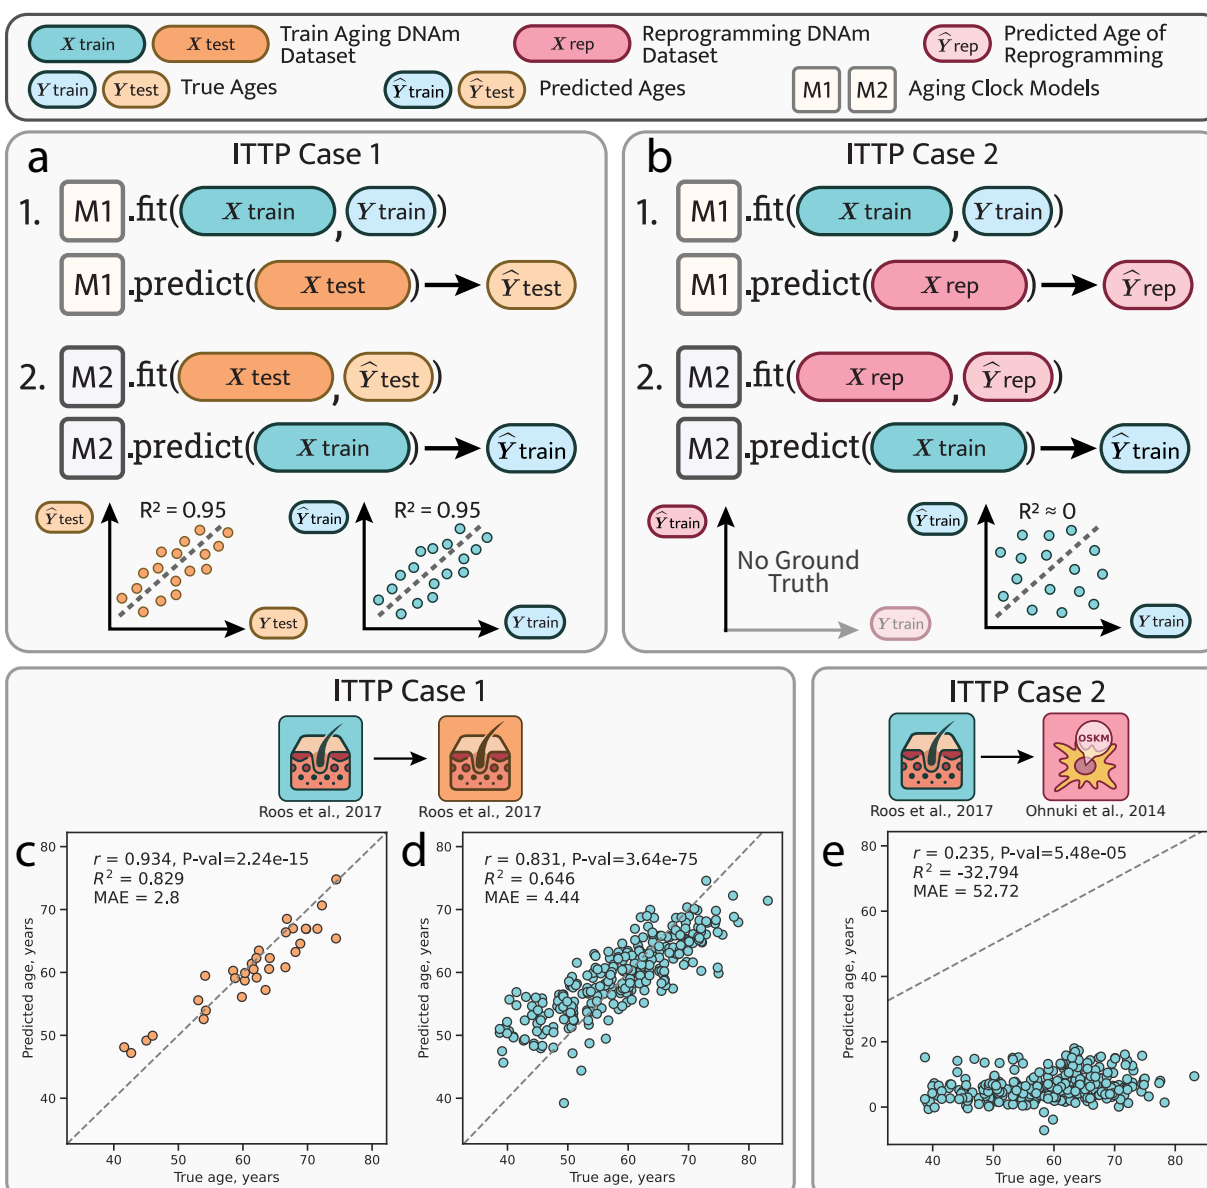 X train X test Train Aging DNAm Dataset X rep Reprogramming DNAm Dataset Ŷ rep Predicted Age of Reprogramming
Y train Y test True Ages Ŷ train Ŷ test Predicted Ages M1 M2 Aging Clock Models
a ITTP Case 1
1. M1 .fit( X train , Y train )
M1 .predict( X test ) Ŷ test
2. M2 .fit( X test , Ŷ test )
M2 .predict( X train ) Ŷ train
Ŷ test R² = 0.95 Y test
Ŷ train R² = 0.95 Y train
b ITTP Case 2
1. M1 .fit( X train , Y train )
M1 .predict( X rep ) Ŷ rep
2. M2 .fit( X rep , Ŷ rep )
M2 .predict( X train ) Ŷ train
Ŷ train No Ground Truth Y train
Ŷ train R² ≈ 0 Y train
ITTP Case 1
Roos et al., 2017 Roos et al., 2017
c
r = 0.934, P-val=2.24e-15
R² = 0.829
MAE = 2.8
80
70
60
50
40
Predicted age, years
40 50 60 70 80
True age, years
d
r = 0.831, P-val=3.64e-75
R² = 0.646
MAE = 4.44
80
70
60
50
40
Predicted age, years
40 50 60 70 80
True age, years
ITTP Case 2
OSKM
Roos et al., 2017 Ohnuki et al., 2014
e
r = 0.235, P-val=5.48e-05
R² = -32.794
MAE = 52.72
80
60
40
20
0
Predicted age, years
40 50 60 70 80
True age, years